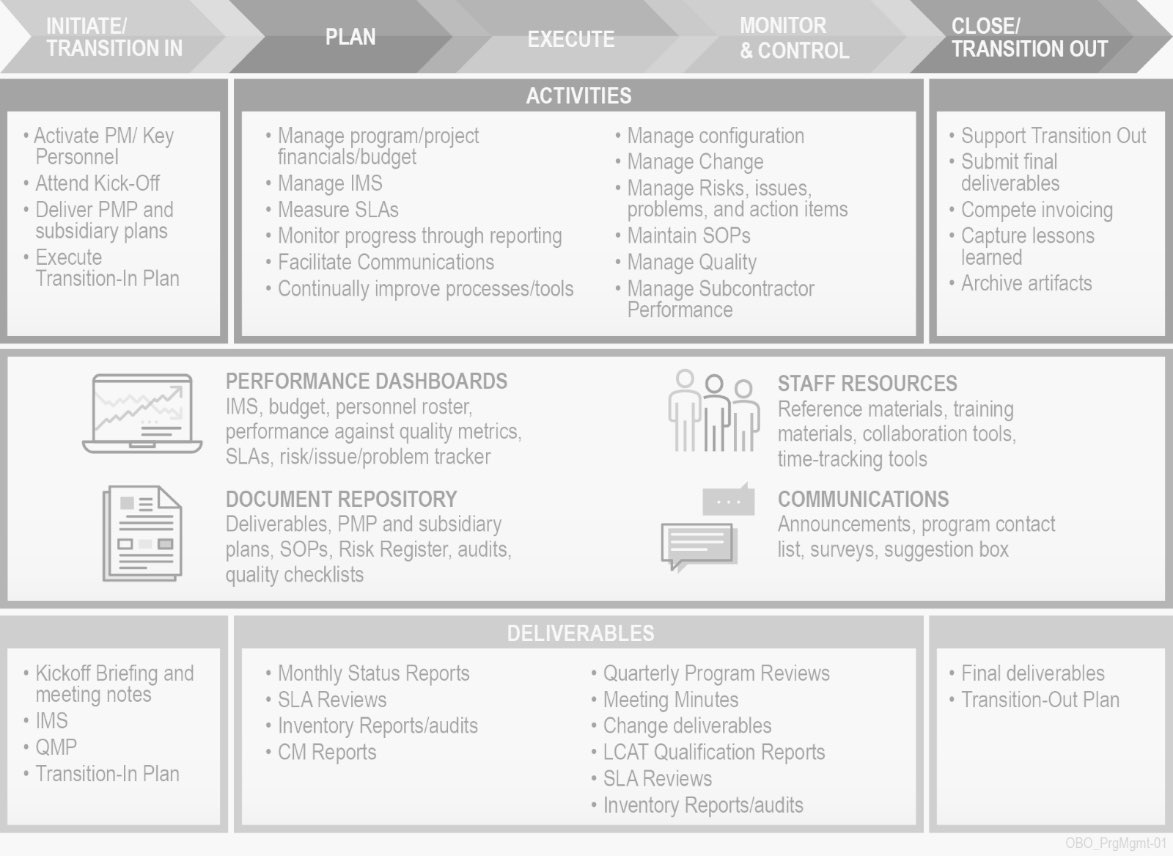 INITIATE/
TRANSITION IN
PLAN
EXECUTE
MONITOR
& CONTROL
CLOSE/
TRANSITION OUT
ACTIVITIES
• Activate PM/ Key
Personnel
• Attend Kick-Off
• Deliver PMP and
subsidiary plans
• Execute
Transition-In Plan
• Manage program/project
financials/budget
• Manage IMS
• Measure SLAs
• Monitor progress through reporting
• Facilitate Communications
• Continually improve processes/tools
• Manage configuration
• Manage Change
• Manage Risks, issues,
problems, and action items
• Maintain SOPs
• Manage Quality
• Manage Subcontractor
Performance
• Support Transition Out
• Submit final
deliverables
• Compete invoicing
• Capture lessons
learned
• Archive artifacts
PERFORMANCE DASHBOARDS
IMS, budget, personnel roster,
performance against quality metrics,
SLAs, risk/issue/problem tracker
STAFF RESOURCES
Reference materials, training
materials, collaboration tools,
time-tracking tools
DOCUMENT REPOSITORY
Deliverables, PMP and subsidiary
plans, SOPs, Risk Register, audits,
quality checklists
COMMUNICATIONS
Announcements, program contact
list, surveys, suggestion box
DELIVERABLES
• Kickoff Briefing and
meeting notes
• IMS
• QMP
• Transition-In Plan
• Monthly Status Reports
• SLA Reviews
• Inventory Reports/audits
• CM Reports
• Quarterly Program Reviews
• Meeting Minutes
• Change deliverables
• LCAT Qualification Reports
• SLA Reviews
• Inventory Reports/audits
• Final deliverables
• Transition-Out Plan
OBO_PrgMgmt-01